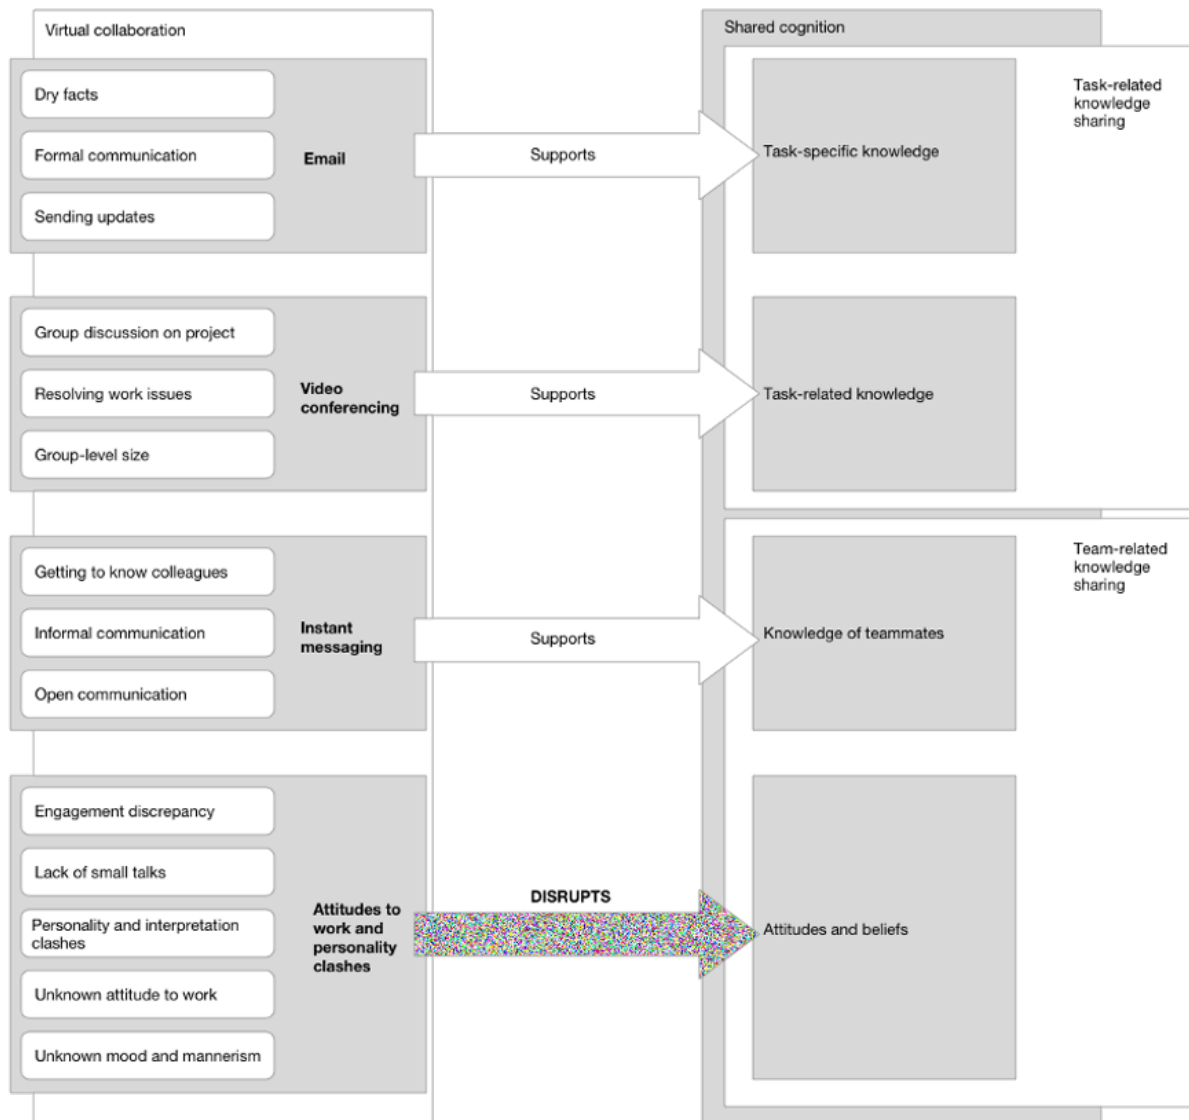 Virtual collaboration
Shared cognition
Dry facts
Formal communication
Sending updates
Email
Supports
Task-specific knowledge
Task-related
knowledge
sharing
Group discussion on project
Resolving work issues
Group-level size
Video
conferencing
Supports
Task-related knowledge
Getting to know colleagues
Informal communication
Open communication
Instant
messaging
Supports
Knowledge of teammates
Team-related
knowledge
sharing
Engagement discrepancy
Lack of small talks
Personality and interpretation
clashes
Unknown attitude to work
Unknown mood and mannerism
Attitudes to
work and
personality
clashes
DISRUPTS
Attitudes and beliefs